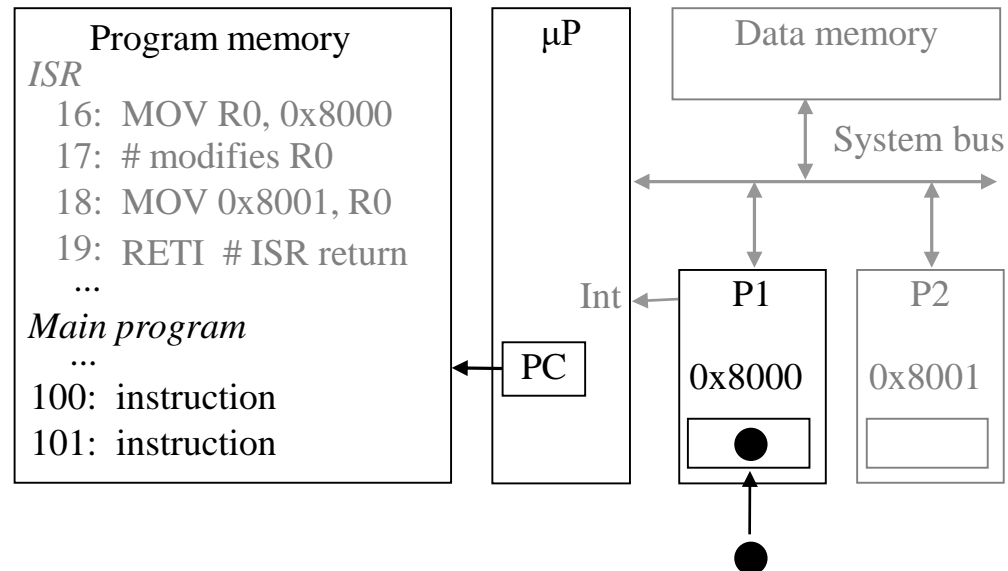 Program memory
ISR
16: MOV R0, 0x8000
17: # modifies R0
18: MOV 0x8001, R0
19: RETI # ISR return
...
Main program
...
100: instruction
101: instruction
μP
PC
Data memory
System bus
Int
P1
0x8000
P2
0x8001